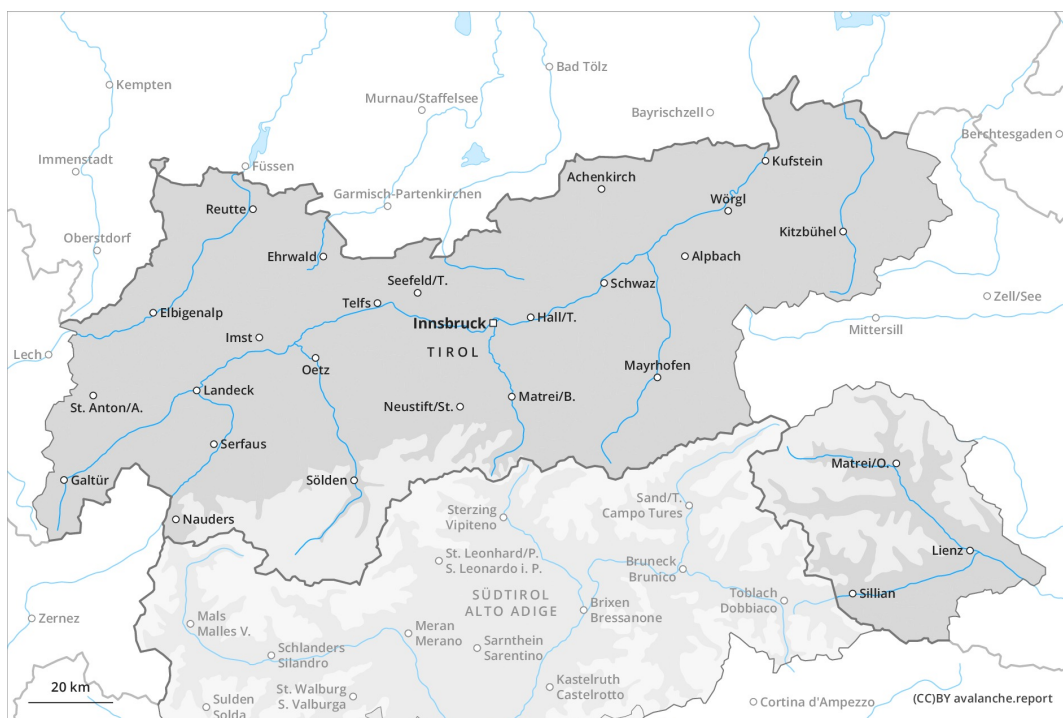 Kempten
Bad Tölz
Murnau/Staffelsee
Bayrischzell
Berchtesgaden
Immenstadt
Füssen
Kufstein
Garmisch-Partenkirchen
Achenkirch
Reutte
Wörgl
Oberstdorf
Kitzbühel
Ehrwald
Alpbach
Seefeld/T.
Schwaz
Zell/See
Telfs
Elbigenalp
Hall/T.
Innsbruck
Mittersill
Imst
TIROL
Lech
Oetz
Mayrhofen
Landeck
St. Anton/A.
Neustift/St.
Matrei/B.
Serfaus
Matrei/O.
Galtür
Sölden
Sand/T.
Campo Tures
Sterzing
Vipiteno
Nauders
Lienz
St. Leonhard/P.
S. Leonardo i. P.
Bruneck
Brunico
SÜDTIROL
ALTO ADIGE
Sillian
Toblach
Dobbiaco
Brixen
Bressanone
Zernez
Mals
Malles V.
Meran
Merano
Sarnthein
Sarentino
Schlanders
Silandro
20 km
St. Walburg
S. Valburga
Kastelruth
Castelrotto
Sulden
Solda
Cortina d'Ampezzo
(CC)BY avalanche.report